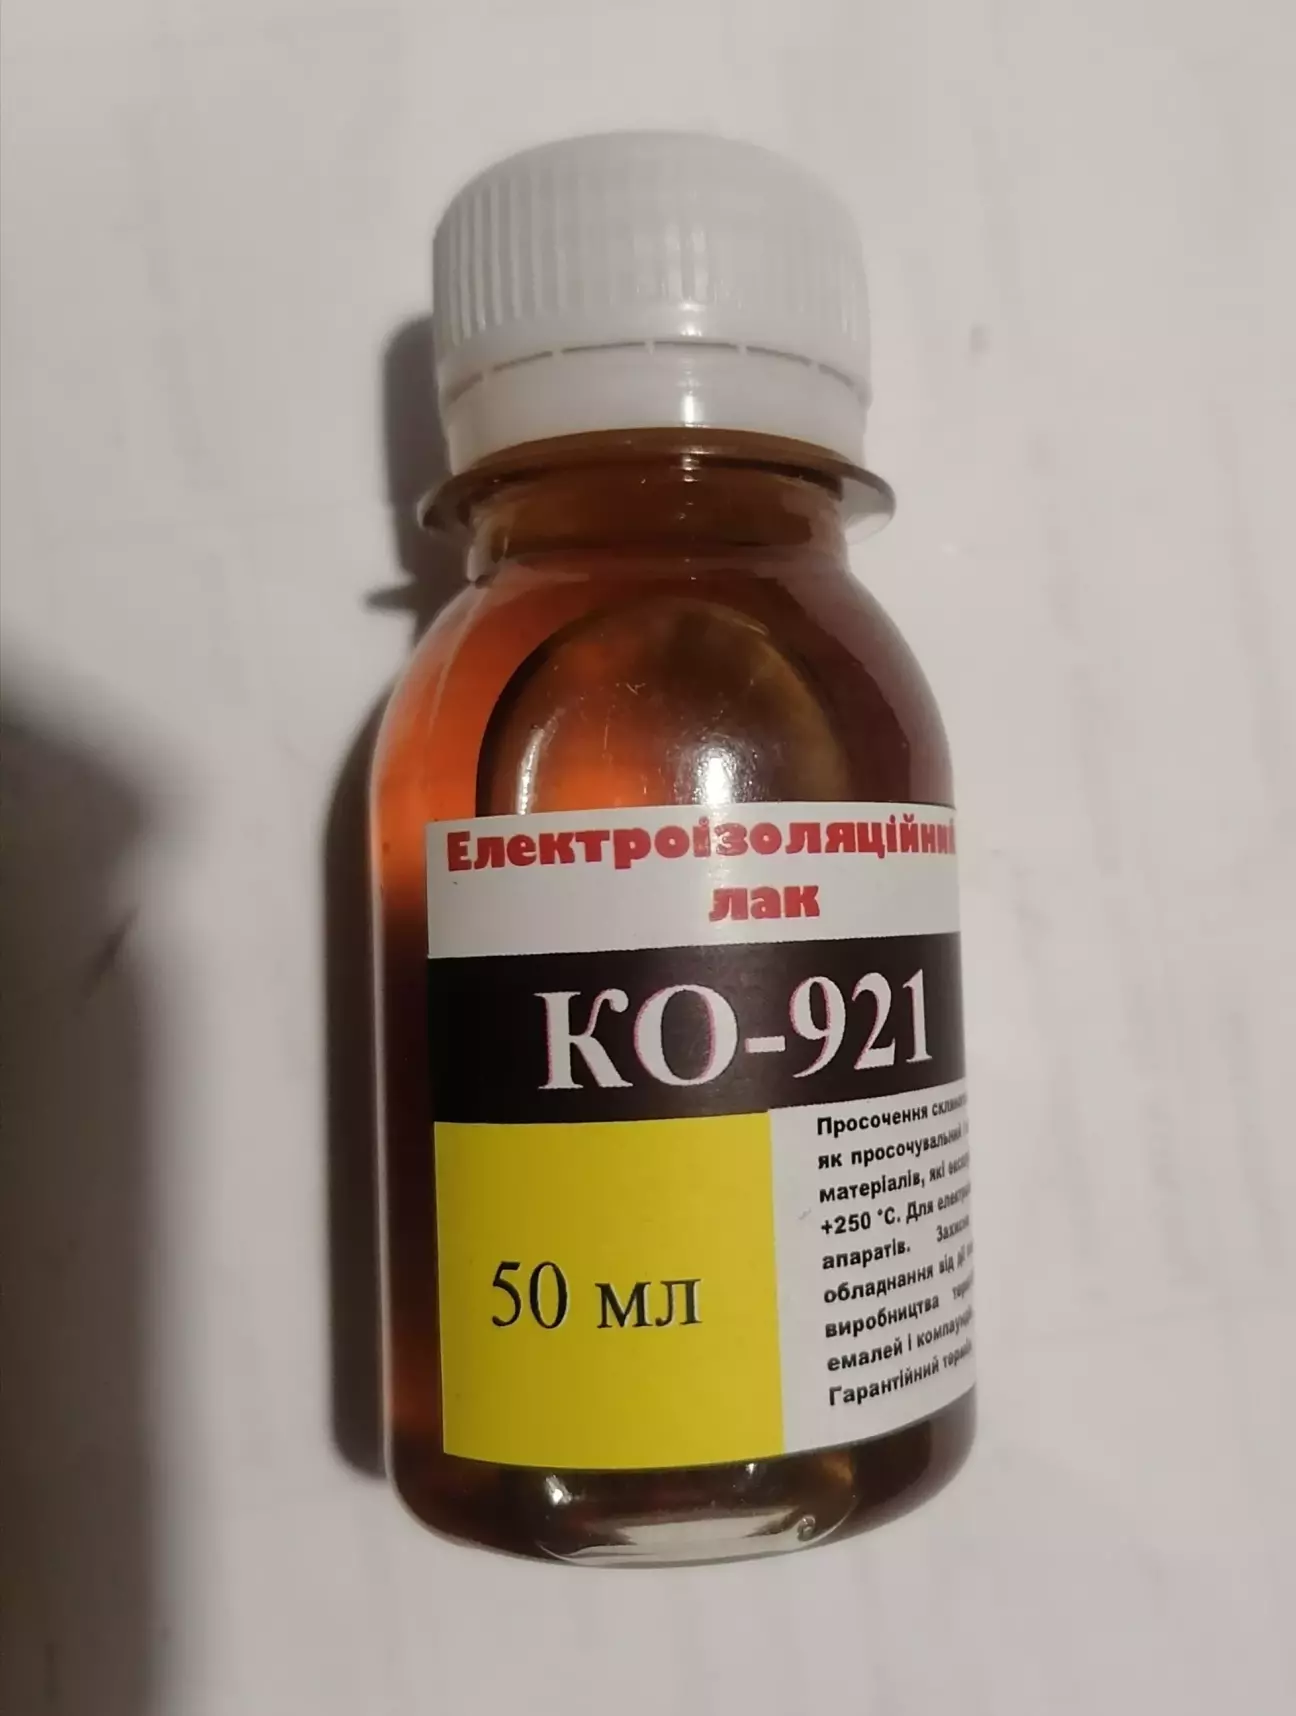 Електроізоляційний
лак
КО-921
50 мл
Просочення
як просочувальний
матеріалів, які
+250 °С. Для
апаратів.
обладнання від дії
виробництва
емалей і
Гарантійний